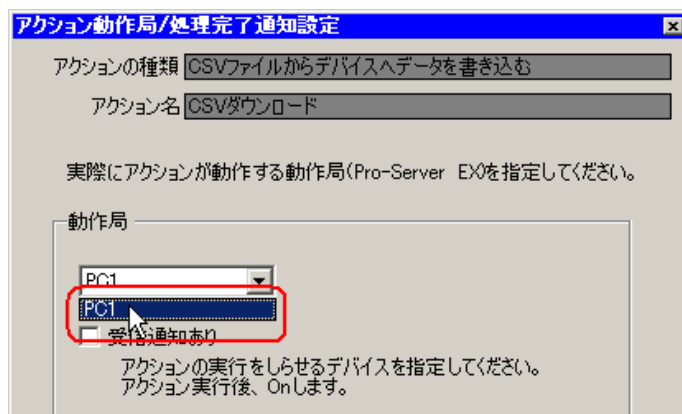 アクション動作局/処理完了通知設定
アクションの種類 CSVファイルからデバイスへデータを書き込む
アクション名 CSVダウンロード
実際にアクションが動作する動作局(Pro-Server EX)を指定してください。
動作局
PC1
PC1
受信通知あり
アクションの実行をしらせるデバイスを指定してください。
アクション実行後、Onします。